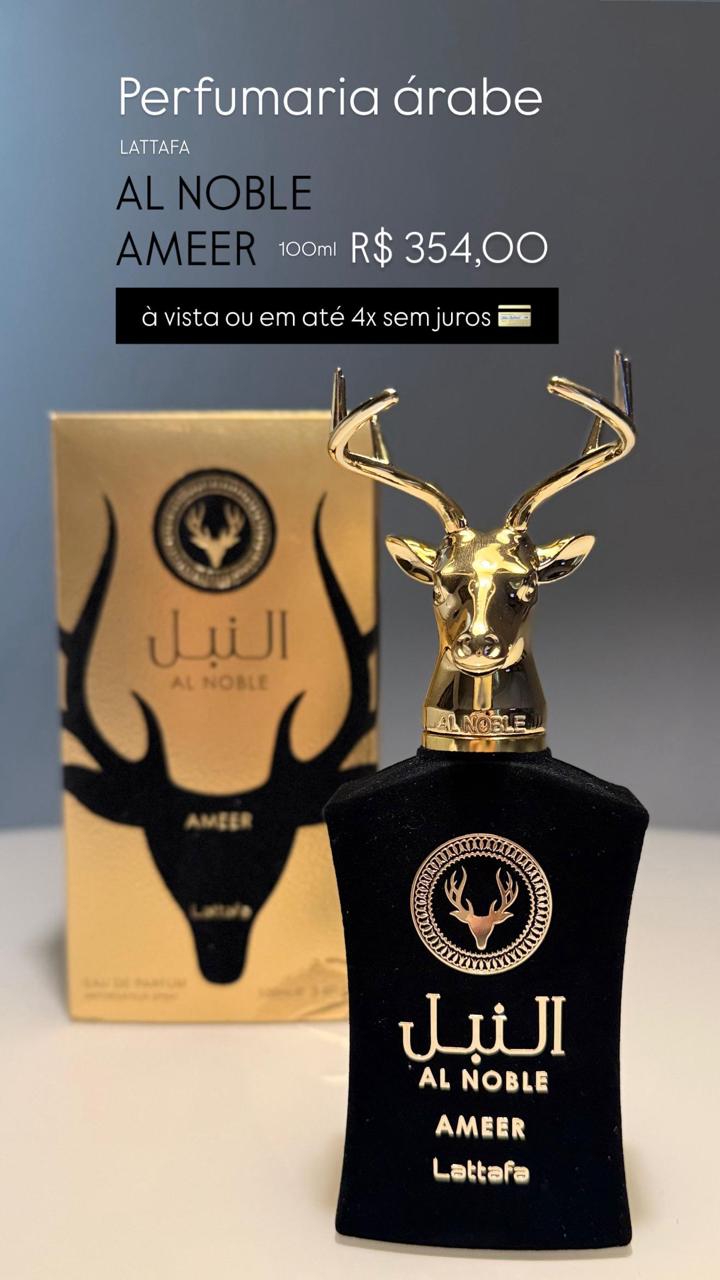 Perfumaria árabe
LATTAFA
AL NOBLE
AMEER 100ml R$ 354,00
à vista ou em até 4x sem juros
النبل
AL NOBLE
AMEER
Lattafa
EAU DE PARFUM
AL NOBLE
النبل
AL NOBLE
AMEER
Lattafa